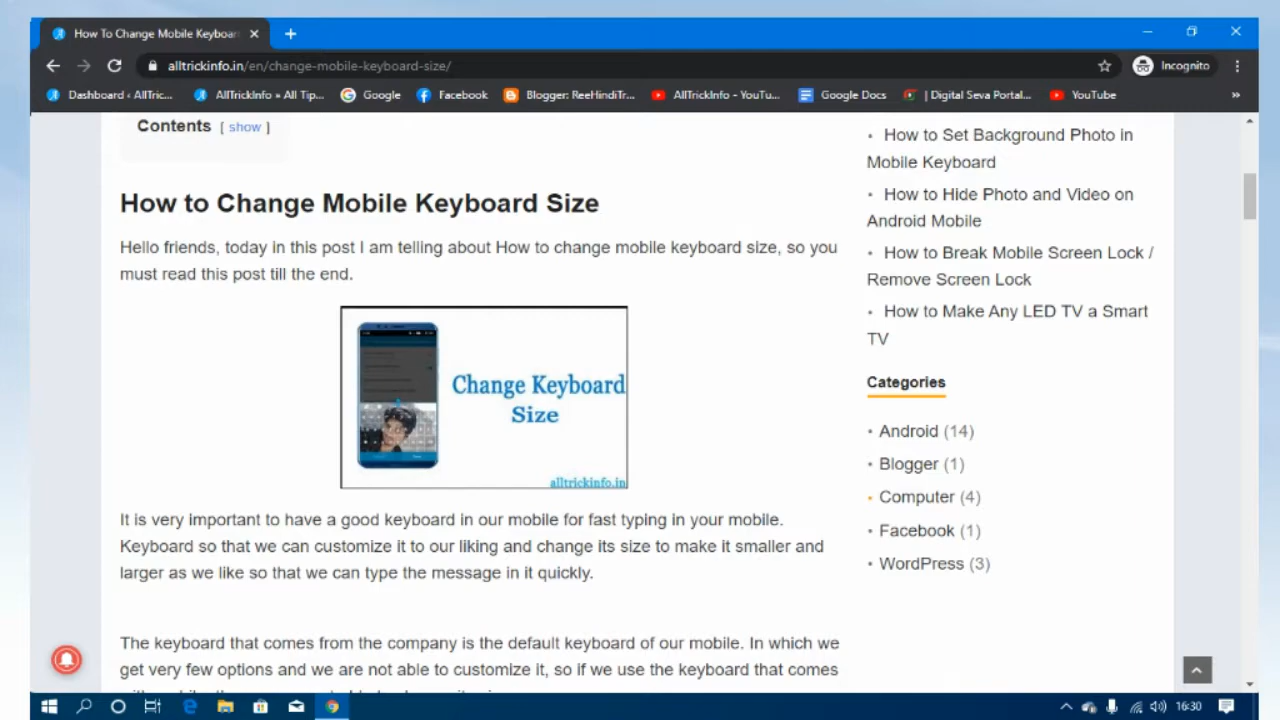 How To Change Mobile Keyboar
alltrickinfo.in/en/change-mobile-keyboard-size/
Incognito
Dashboard ‹ AllTric...
AllTrickInfo » All Tip...
Google
Facebook
Blogger: ReeHindiTr...
AllTrickInfo - YouTu...
Google Docs
| Digital Seva Portal...
YouTube
»
Contents [ show ]
How to Change Mobile Keyboard Size
Hello friends, today in this post I am telling about How to change mobile keyboard size, so you
must read this post till the end.
Change Keyboard
Size
alltrickinfo.in
It is very important to have a good keyboard in our mobile for fast typing in your mobile.
Keyboard so that we can customize it to our liking and change its size to make it smaller and
larger as we like so that we can type the message in it quickly.
The keyboard that comes from the company is the default keyboard of our mobile. In which we
get very few options and we are not able to customize it, so if we use the keyboard that comes
• How to Set Background Photo in
Mobile Keyboard
• How to Hide Photo and Video on
Android Mobile
• How to Break Mobile Screen Lock /
Remove Screen Lock
• How to Make Any LED TV a Smart
TV
Categories
• Android (14)
• Blogger (1)
• Computer (4)
• Facebook (1)
• WordPress (3)
16:30